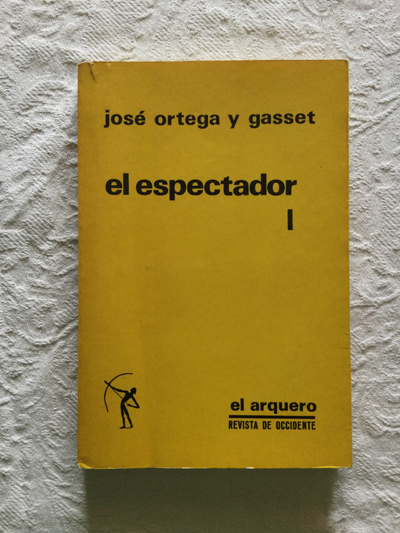 josé ortega y gasset
el espectador
I
el arquero
REVISTA DE OCCIDENTE